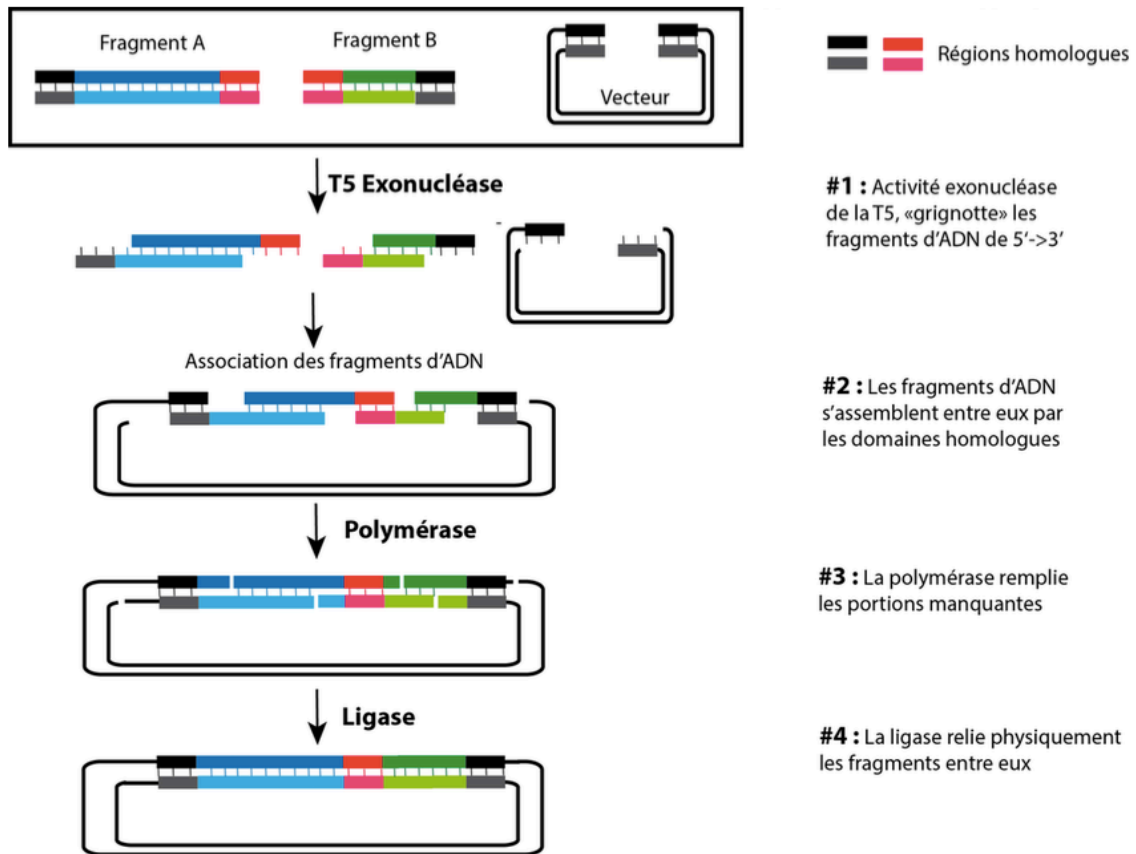 Fragment A
Fragment B
Vecteur
Régions homologues
T5 Exonucléase
#1 : Activité exonucléase
de la T5, «grignotte» les
fragments d'ADN de 5'->3'
Association des fragments d'ADN
#2 : Les fragments d'ADN
s'assemblent entre eux par
les domaines homologues
Polymérase
#3 : La polymérase remplie
les portions manquantes
Ligase
#4 : La ligase relie physiquement
les fragments entre eux